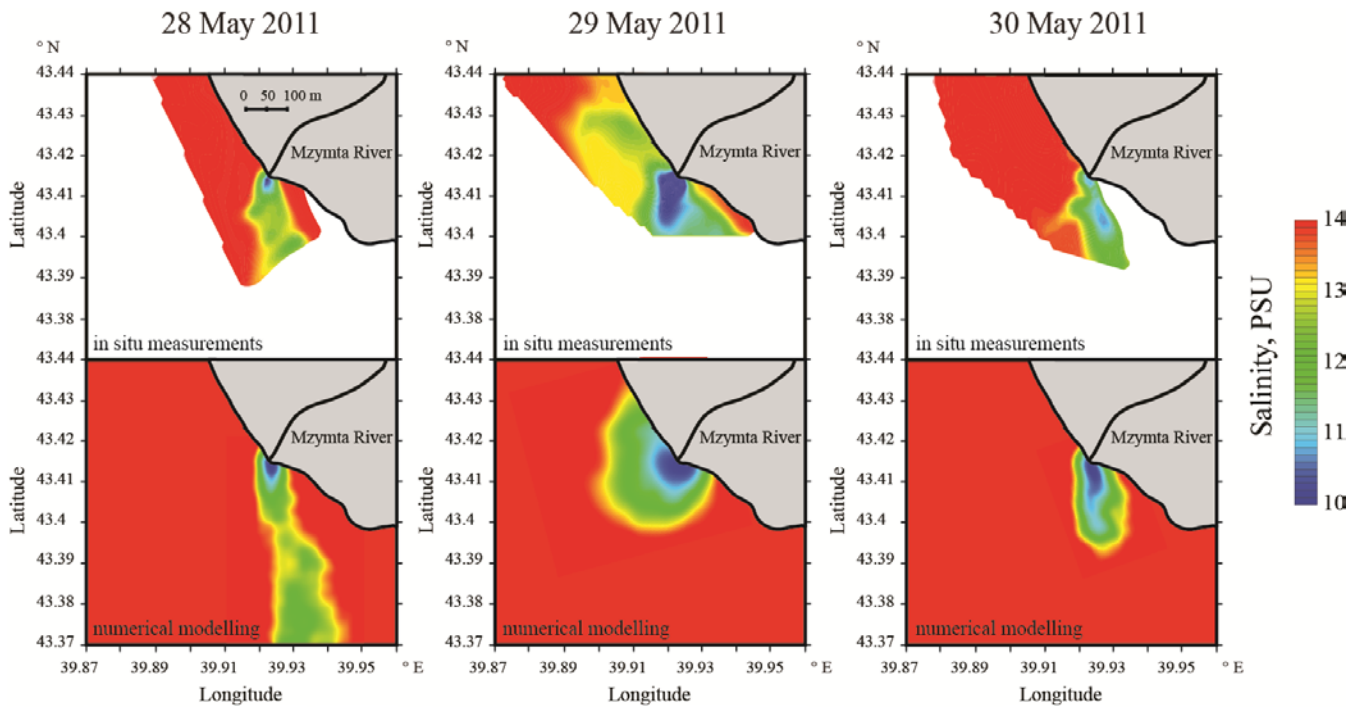 28 May 2011
29 May 2011
30 May 2011
° N
° N
° N
43.44
43.43
43.42
43.41
43.4
43.39
43.38
43.44
43.43
43.42
43.41
43.4
43.39
43.38
43.37
Latitude
Latitude
0 50 100 m
Mzymta River
in situ measurements
Mzymta River
numerical modelling
39.87 39.89 39.91 39.93 39.95 ° E
Longitude
43.44
43.43
43.42
43.41
43.4
43.39
43.38
43.44
43.43
43.42
43.41
43.4
43.39
43.38
43.37
Latitude
Latitude
Mzymta River
in situ measurements
Mzymta River
numerical modelling
39.87 39.89 39.91 39.93 39.95 ° E
Longitude
43.44
43.43
43.42
43.41
43.4
43.39
43.38
43.44
43.43
43.42
43.41
43.4
43.39
43.38
43.37
Latitude
Latitude
Mzymta River
in situ measurements
Mzymta River
numerical modelling
39.87 39.89 39.91 39.93 39.95 ° E
Longitude
Salinity, PSU
14
13
12
11
10